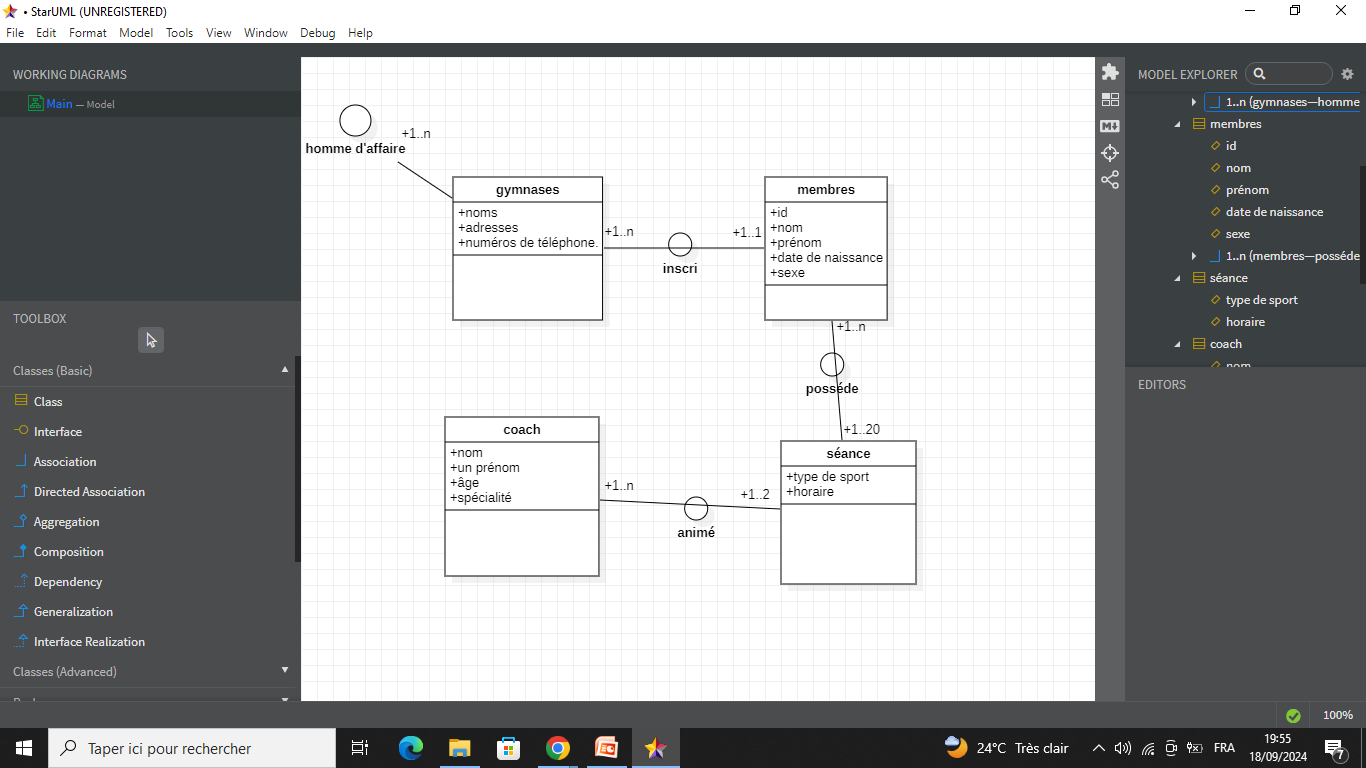 • StarUML (UNREGISTERED)
File Edit Format Model Tools View Window Debug Help
WORKING DIAGRAMS
Main — Model
TOOLBOX
Classes (Basic)
Class
Interface
Association
Directed Association
Aggregation
Composition
Dependency
Generalization
Interface Realization
Classes (Advanced)
homme d'affaire
+1..n
gymnases
+noms
+adresses
+numéros de téléphone.
+1..n
inscri
+1..1
membres
+id
+nom
+prénom
+date de naissance
+sexe
+1..n
posséde
+1..20
coach
+nom
+un prénom
+âge
+spécialité
+1..n
animé
+1..2
séance
+type de sport
+horaire
M
MODEL EXPLORER
1..n (gymnases—homme
membres
id
nom
prénom
date de naissance
sexe
1..n (membres—posséde
séance
type de sport
horaire
coach
nom
EDITORS
100%
Taper ici pour rechercher
24°C Très clair
FRA
19:55
18/09/2024
7